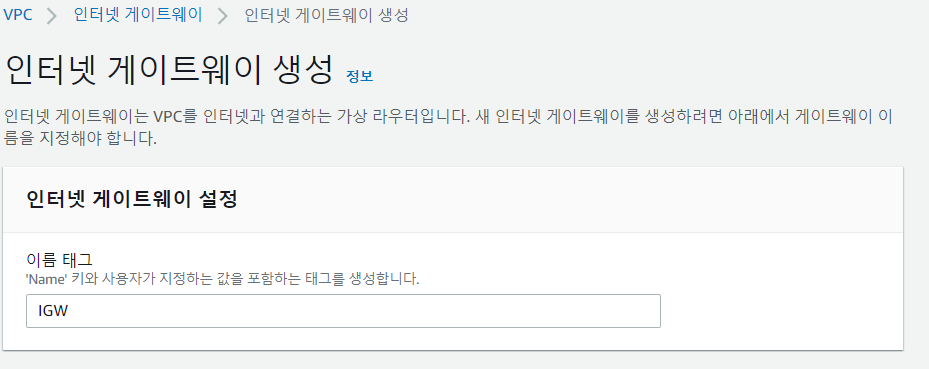 VPC > 인터넷 게이트웨이 > 인터넷 게이트웨이 생성
인터넷 게이트웨이 생성 정보
인터넷 게이트웨이는 VPC를 인터넷과 연결하는 가상 라우터입니다. 새 인터넷 게이트웨이를 생성하려면 아래에서 게이트웨이 이
름을 지정해야 합니다.
인터넷 게이트웨이 설정
이름 태그
'Name' 키와 사용자가 지정하는 값을 포함하는 태그를 생성합니다.
IGW